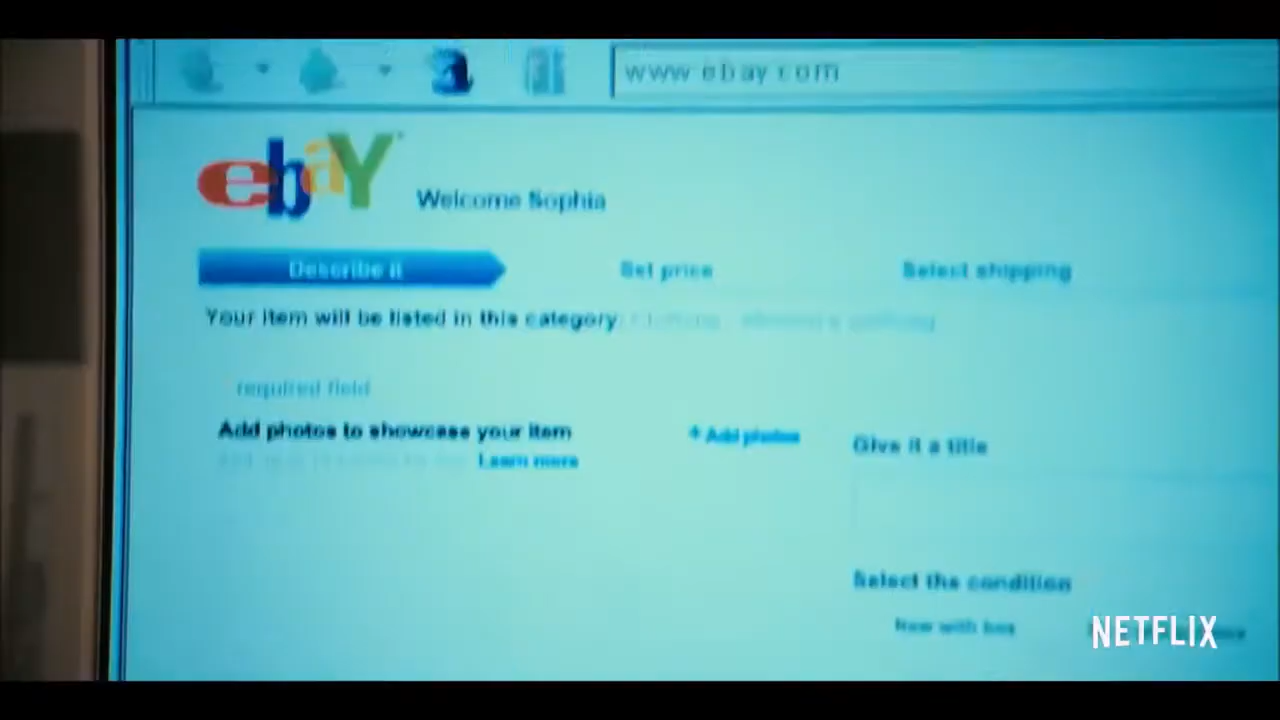 www.ebay.com
ebaY
Welcome Sophia
Describe it
Set price
Select shipping
Your item will be listed in this category
required field
Add photos to showcase your item
Learn more
+ Add photos
Give it a title
Select the condition
New with box
NETFLIX